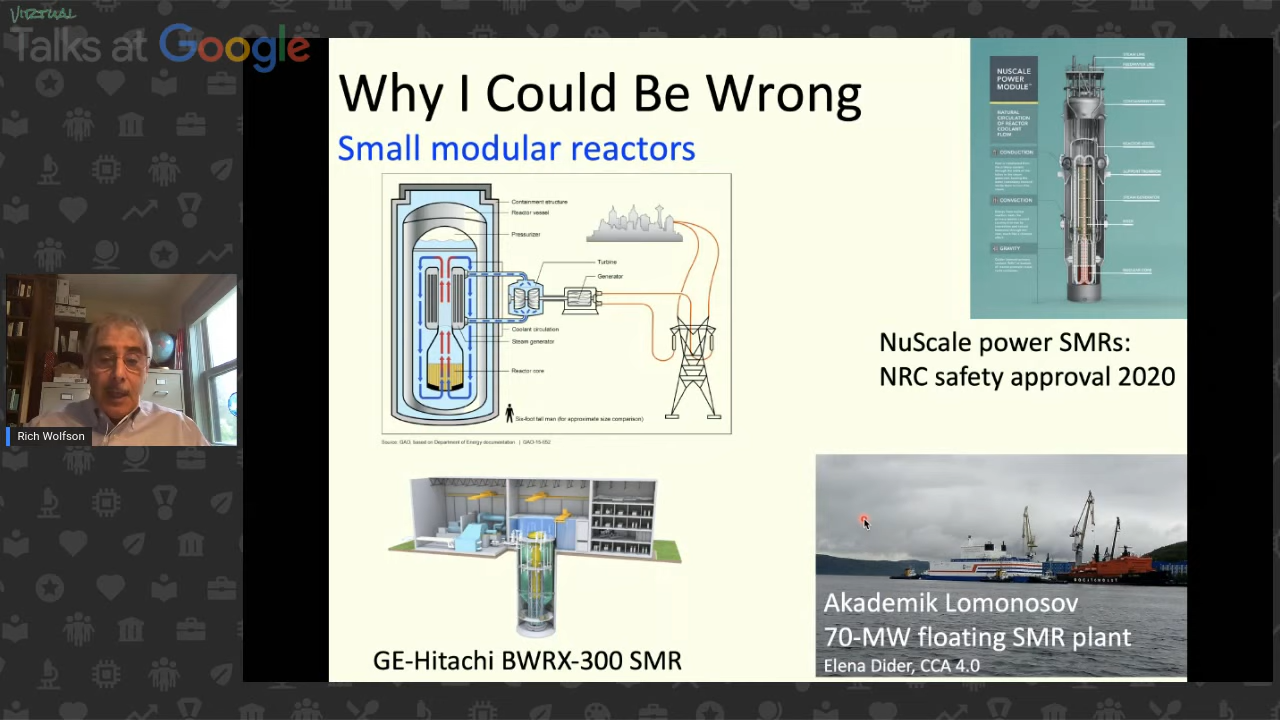 VIRTUAL
Talks at Google
Why I Could Be Wrong
Small modular reactors
Containment structure
Reactor vessel
Pressurizer
Turbine
Generator
Coolant circulation
Steam generator
Reactor core
Six-foot tall man (for approximate size comparison)
Source: GAO, based on Department of Energy documentation | GAO-15-652
NUSCALE
POWER
MODULE
NATURAL
CIRCULATION
OF REACTOR
COOLANT
FLOW
CONDUCTION
CONVECTION
GRAVITY
NuScale power SMRs:
NRC safety approval 2020
Rich Wolfson
GE-Hitachi BWRX-300 SMR
Akademik Lomonosov
70-MW floating SMR plant
Elena Dider, CCA 4.0